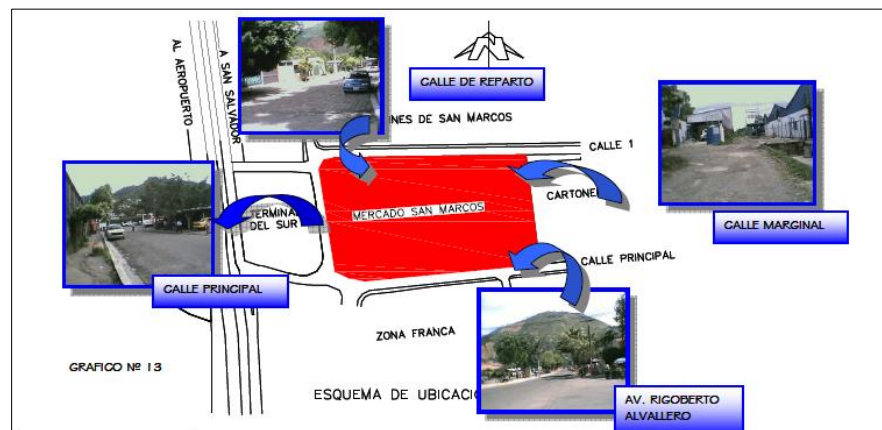 AL AEROPUERTO
A SAN SALVADOR
CALLE DE REPARTO
NES DE SAN MARCOS
CALLE 1
CARTONE
CALLE MARGINAL
TERMINAL
DEL SUR
MERCADO SAN MARCOS
CALLE PRINCIPAL
CALLE PRINCIPAL
ZONA FRANCA
GRAFICO Nº 13
ESQUEMA DE UBICACI
AV. RIGOBERTO
ALVALLERO